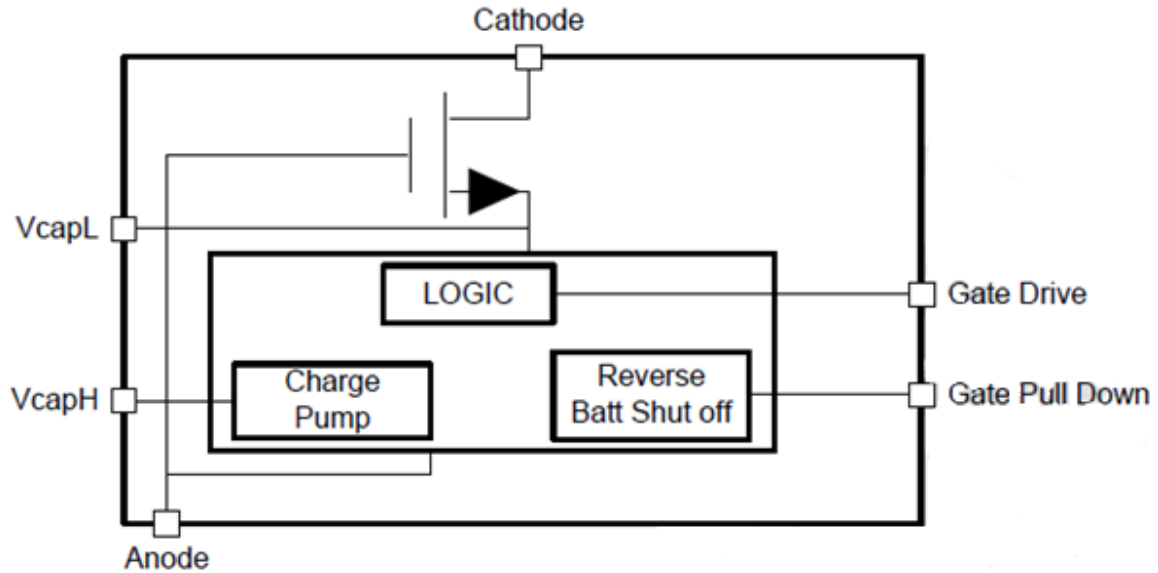 Cathode
VcapL
LOGIC
Gate Drive
VcapH
Charge
Pump
Reverse
Batt Shut off
Gate Pull Down
Anode